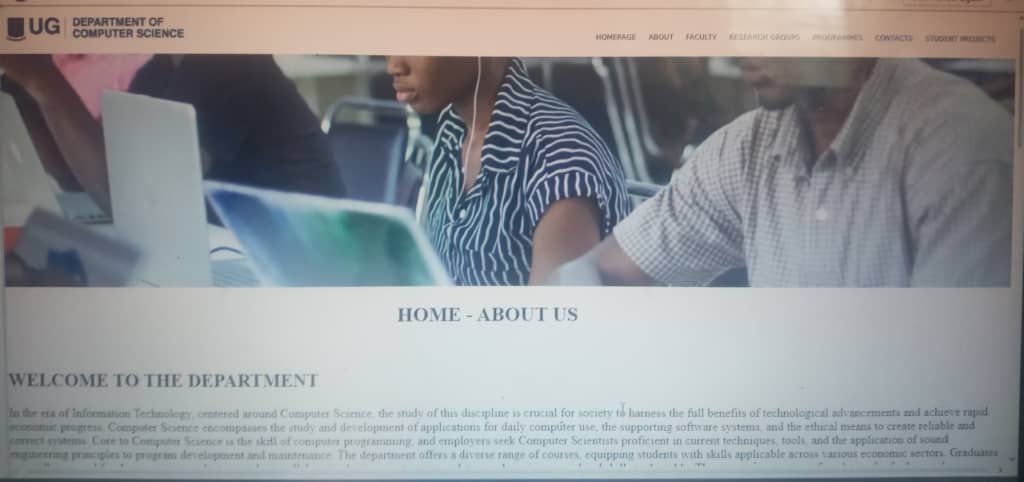 UG
DEPARTMENT OF
COMPUTER SCIENCE
HOMEPAGE ABOUT FACULTY RESEARCH GROUPS PROGRAMMES CONTACTS STUDENT PROJECTS
HOME - ABOUT US
WELCOME TO THE DEPARTMENT
In the era of Information Technology, centered around Computer Science, the study of this discipline is crucial for society to harness the full benefits of technological advancements and achieve rapid
economic progress. Computer Science encompasses the study and development of applications for daily computer use, the supporting software systems, and the ethical means to create reliable and
correct systems. Core to Computer Science is the skill of computer programming, and employers seek Computer Scientists proficient in current techniques, tools, and the application of sound
engineering principles to program development and maintenance. The department offers a diverse range of courses, equipping students with skills applicable across various economic sectors. Graduates